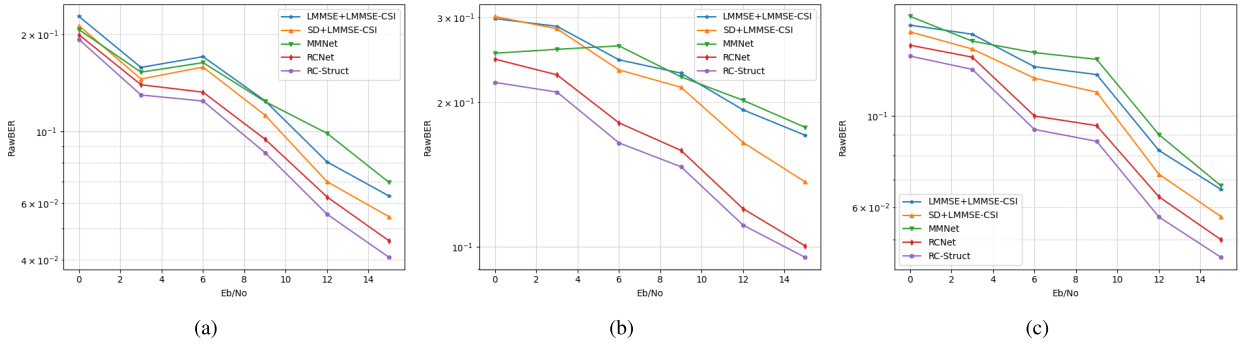 2 × 10⁻¹
10⁻¹
6 × 10⁻²
4 × 10⁻²
RawBER
0 2 4 6 8 10 12 14
Eb/No
LMMSE+LMMSE-CSI
SD+LMMSE-CSI
MMNet
RCNet
RC-Struct
(a)
3 × 10⁻¹
2 × 10⁻¹
10⁻¹
RawBER
0 2 4 6 8 10 12 14
Eb/No
LMMSE+LMMSE-CSI
SD+LMMSE-CSI
MMNet
RCNet
RC-Struct
(b)
10⁻¹
6 × 10⁻²
RawBER
0 2 4 6 8 10 12 14
Eb/No
LMMSE+LMMSE-CSI
SD+LMMSE-CSI
MMNet
RCNet
RC-Struct
(c)